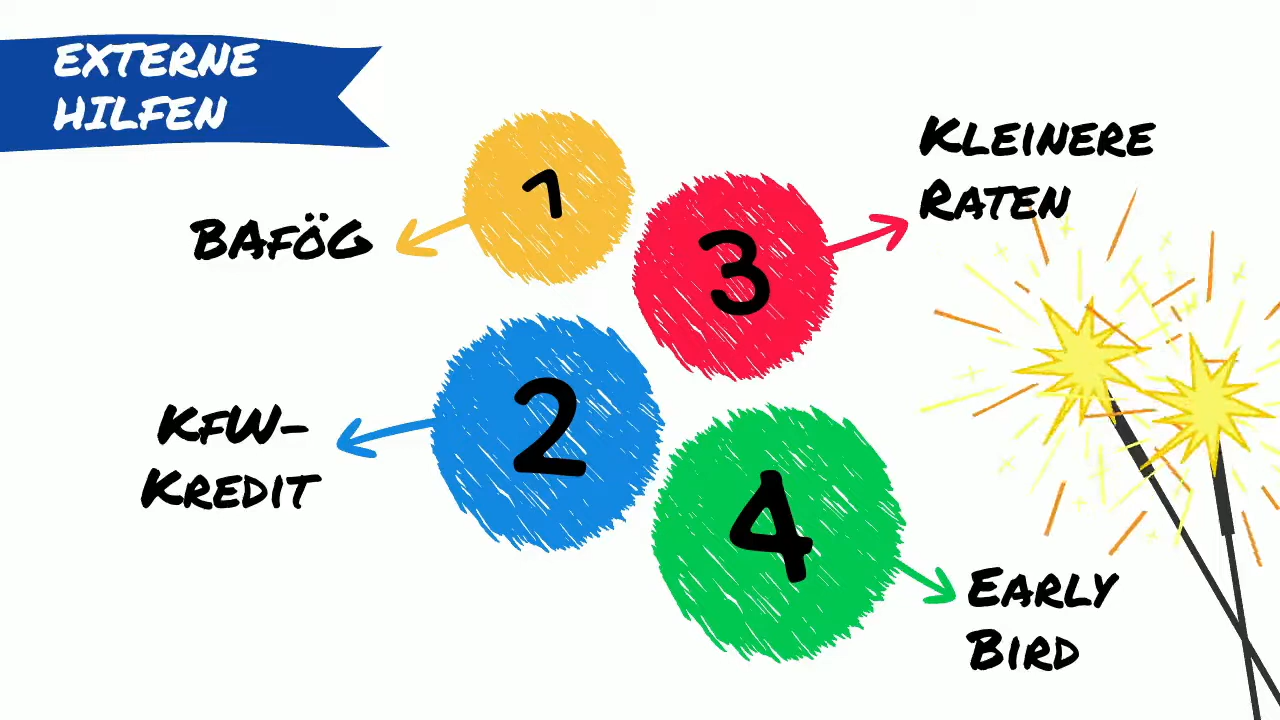 EXTERNE
HILFEN
1
BAFÖG
2
KFW-
KREDIT
3
KLEINERE
RATEN
4
EARLY
BIRD